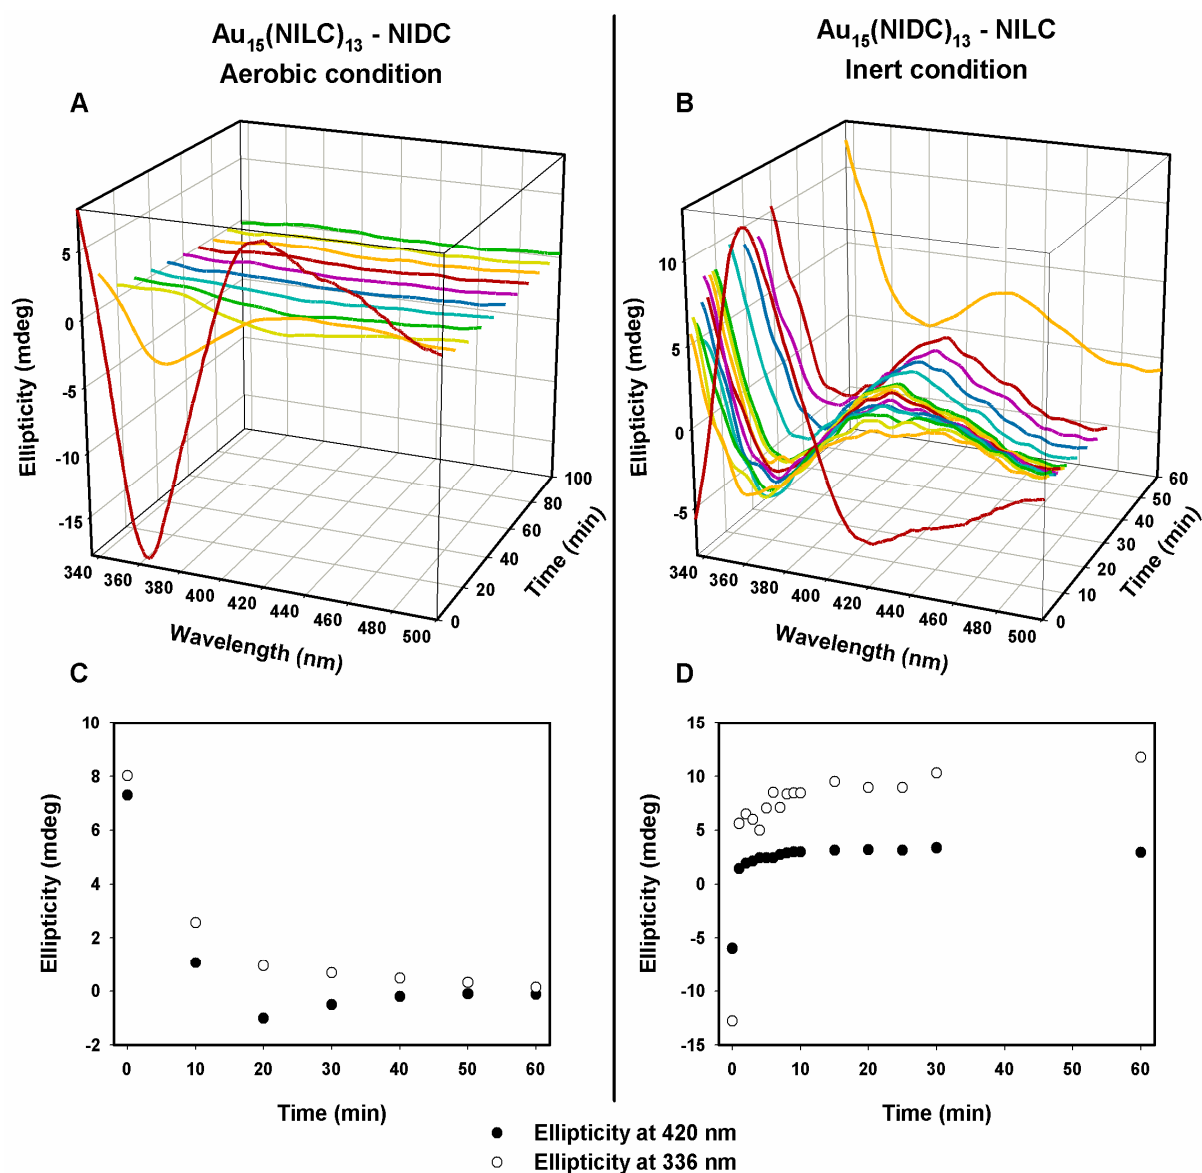 Au15(NILC)13 - NIDC
Aerobic condition
Au15(NIDC)13 - NILC
Inert condition
A
B
5
0
-5
-10
-15
Ellipticity (mdeg)
340 360 380 400 420 440 460 480 500
Wavelength (nm)
0 20 40 60 80 100
Time (min)
10
5
0
-5
Ellipticity (mdeg)
340 360 380 400 420 440 460 480 500
Wavelength (nm)
0 10 20 30 40 50 60
Time (min)
C
D
10
8
6
4
2
0
-2
Ellipticity (mdeg)
0 10 20 30 40 50 60
Time (min)
15
10
5
0
-5
-10
-15
Ellipticity (mdeg)
0 10 20 30 40 50 60
Time (min)
Ellipticity at 420 nm
Ellipticity at 336 nm